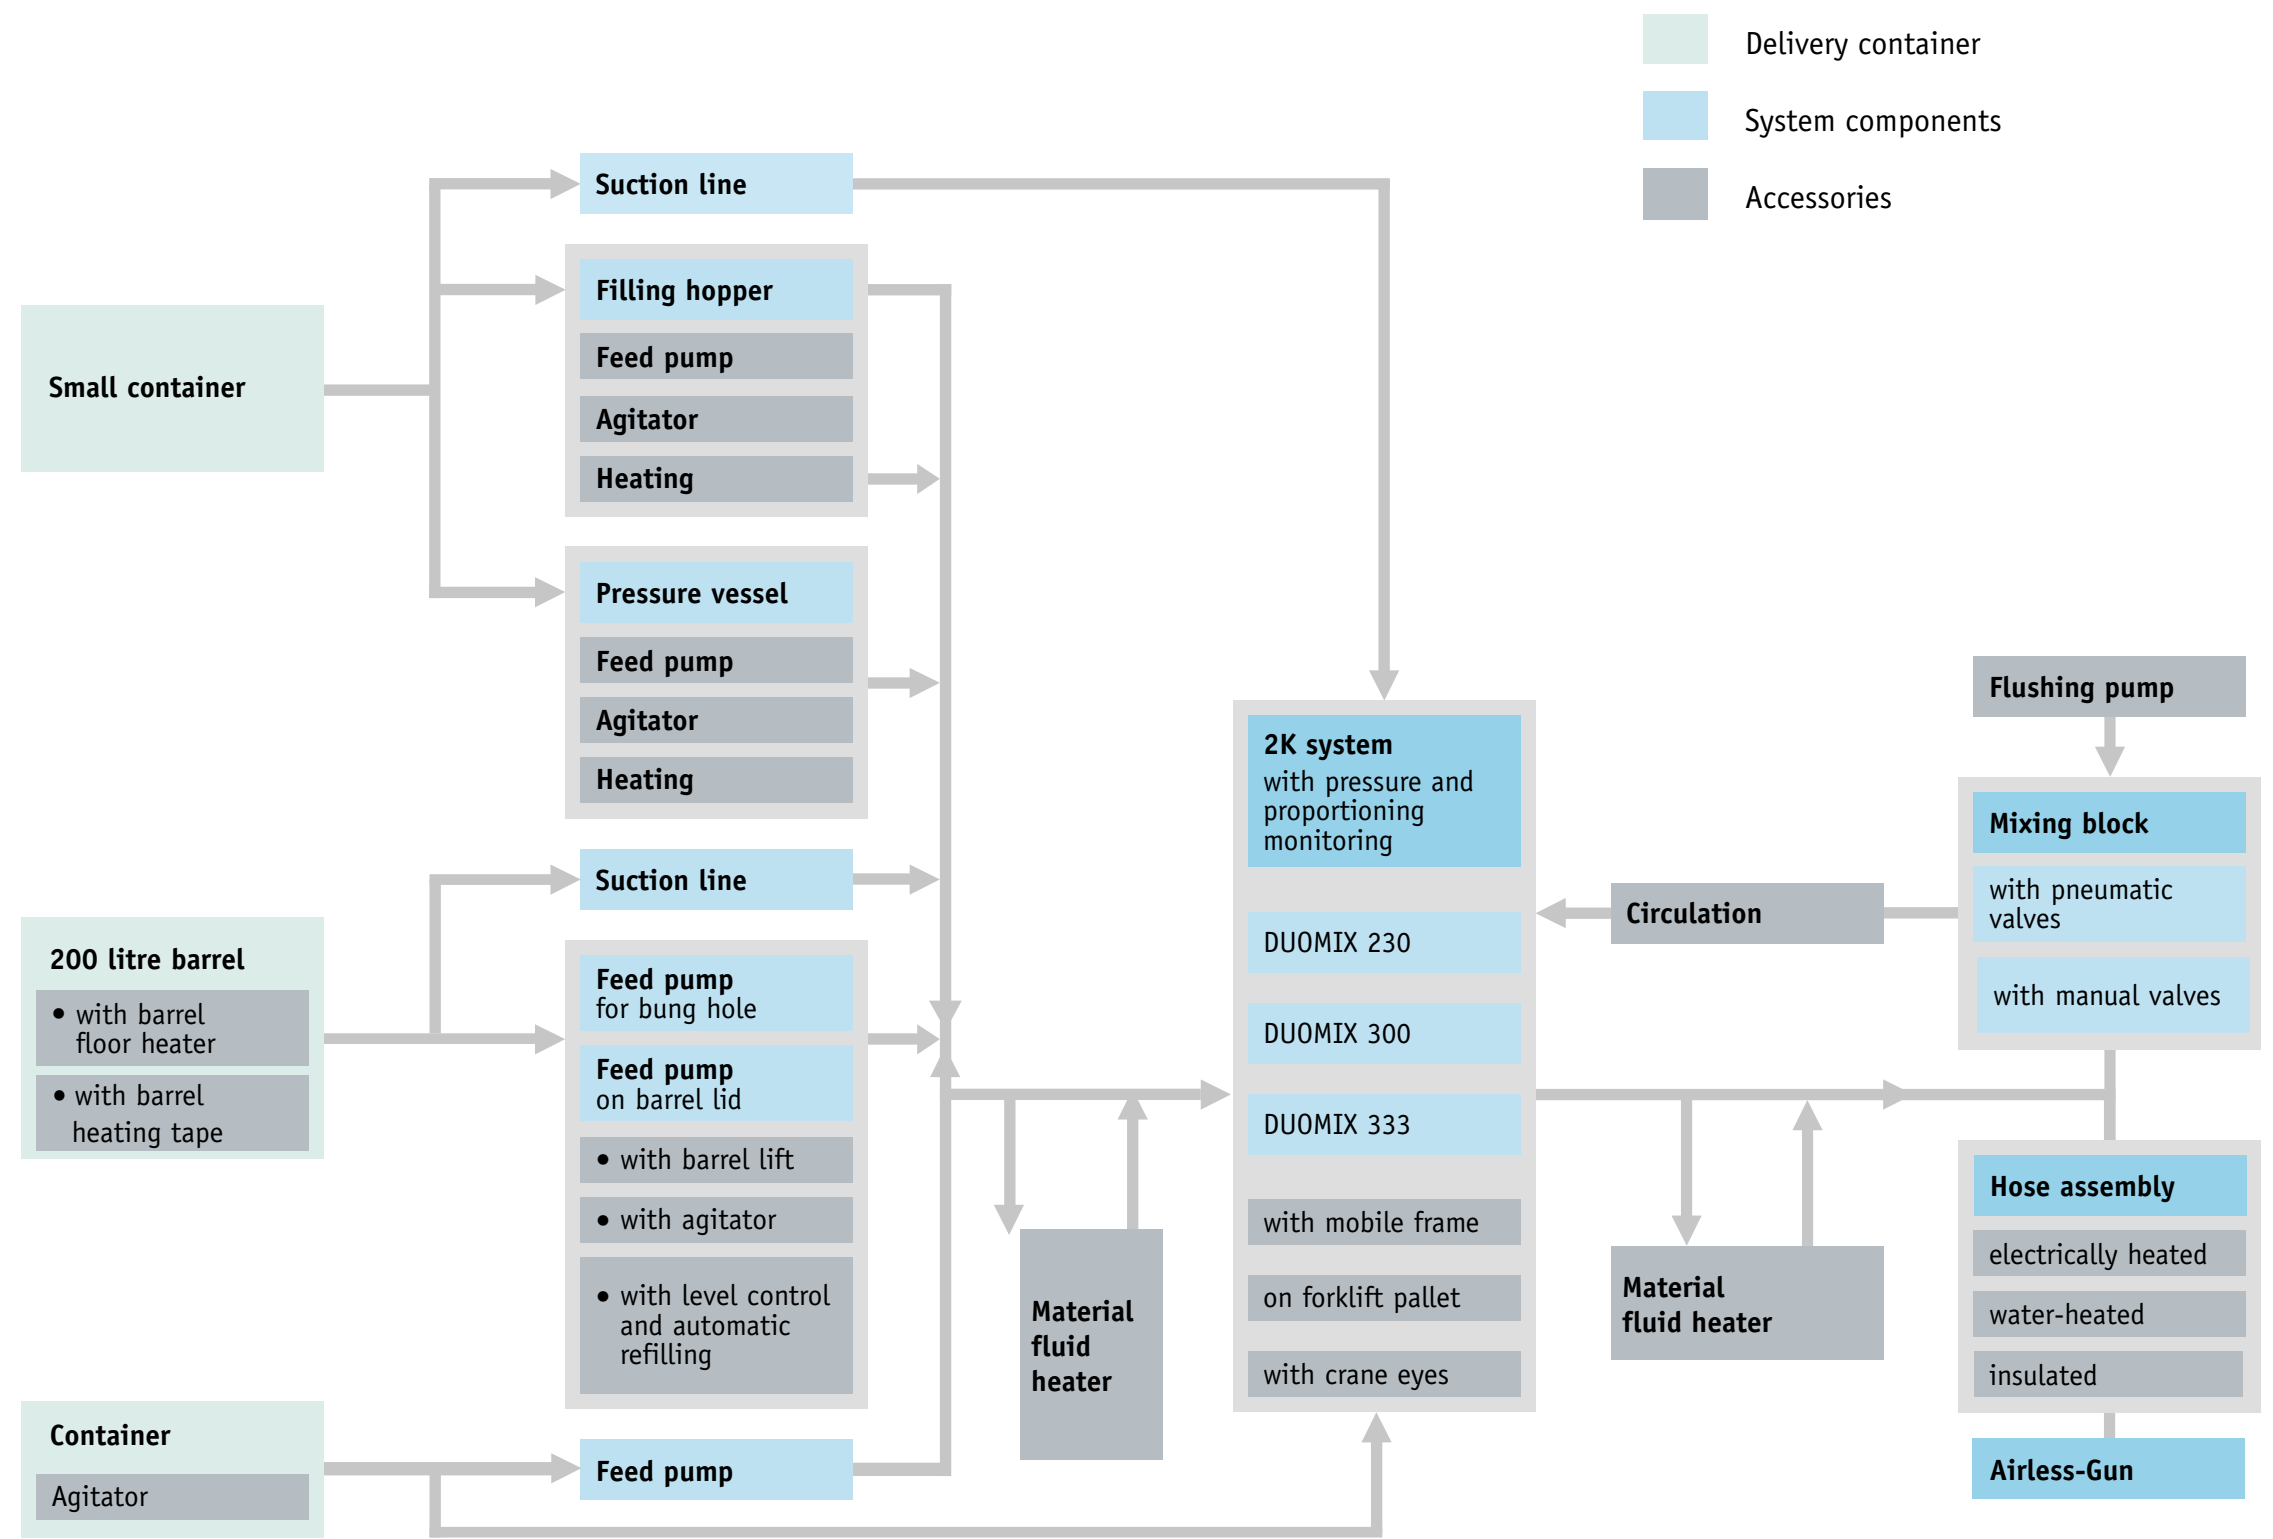 Delivery container
System components
Accessories
Small container
Suction line
Filling hopper
Feed pump
Agitator
Heating
Pressure vessel
Feed pump
Agitator
Heating
200 litre barrel
• with barrel
floor heater
• with barrel
heating tape
Suction line
Feed pump
for bung hole
Feed pump
on barrel lid
• with barrel lift
• with agitator
• with level control
and automatic
refilling
Container
Agitator
Feed pump
Material
fluid
heater
2K system
with pressure and
proportioning
monitoring
DUOMIX 230
DUOMIX 300
DUOMIX 333
with mobile frame
on forklift pallet
with crane eyes
Circulation
Material
fluid heater
Flushing pump
Mixing block
with pneumatic
valves
with manual valves
Hose assembly
electrically heated
water-heated
insulated
Airless-Gun